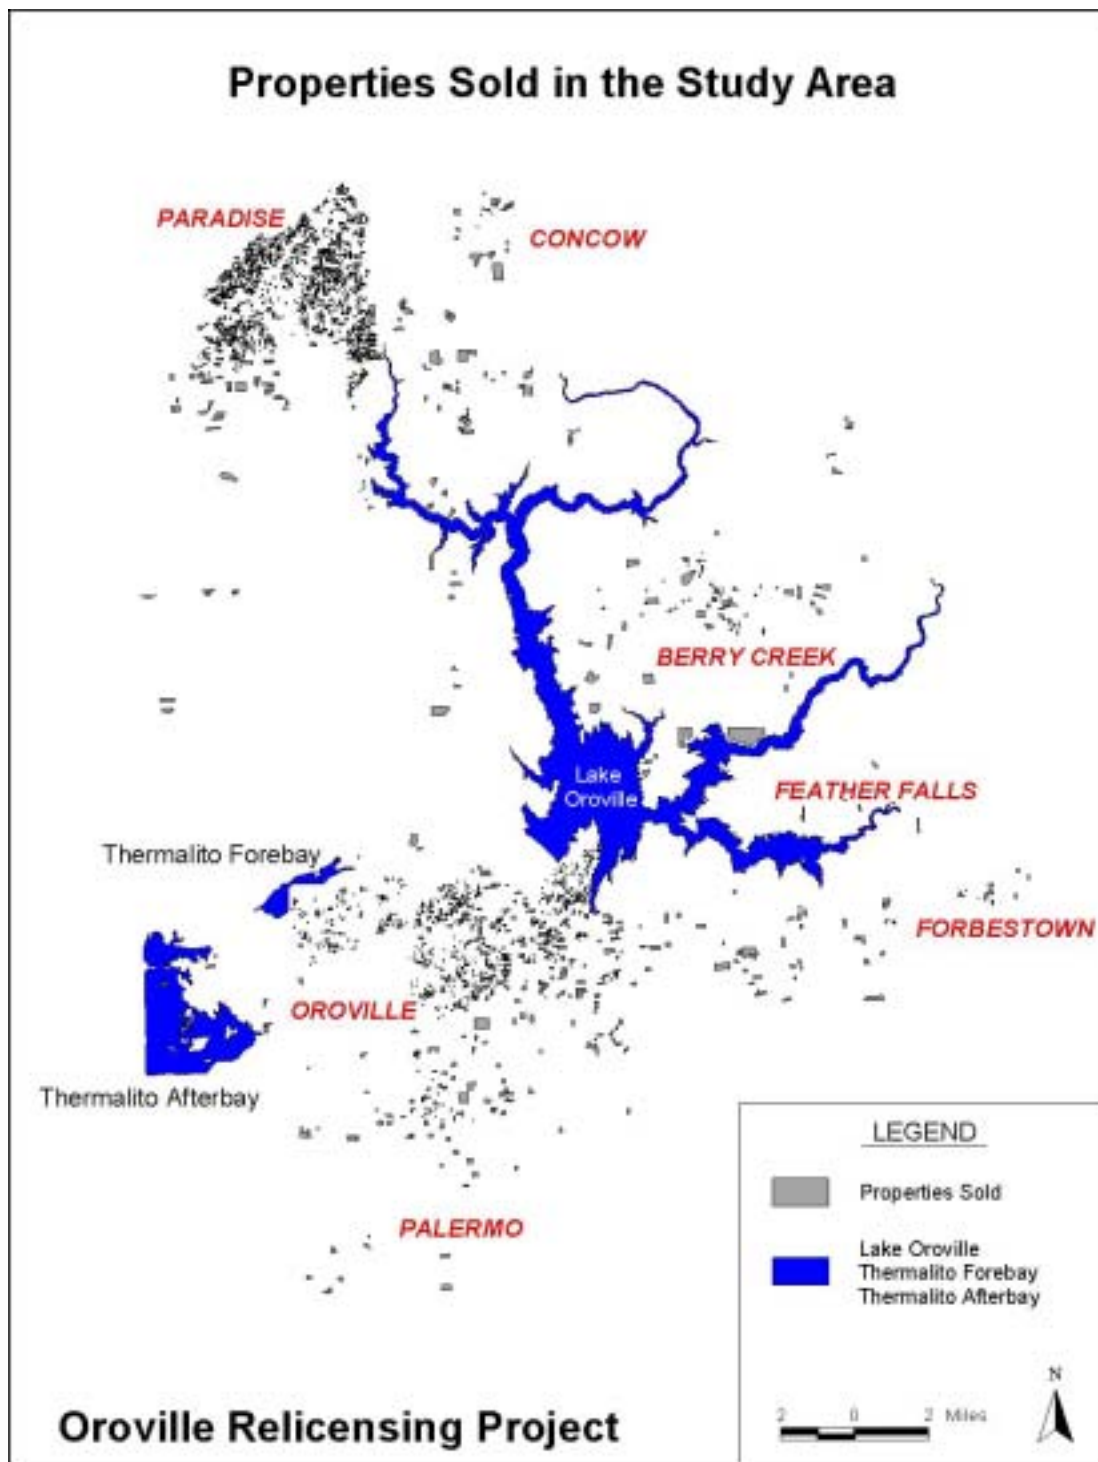 Properties Sold in the Study Area
PARADISE
CONCOW
BERRY CREEK
Lake
Oroville
FEATHER FALLS
Thermalito Forebay
FORBESTOWN
OROVILLE
Thermalito Afterbay
PALERMO
LEGEND
Properties Sold
Lake Oroville
Thermalito Forebay
Thermalito Afterbay
N
2 0 2 Miles
Oroville Relicensing Project